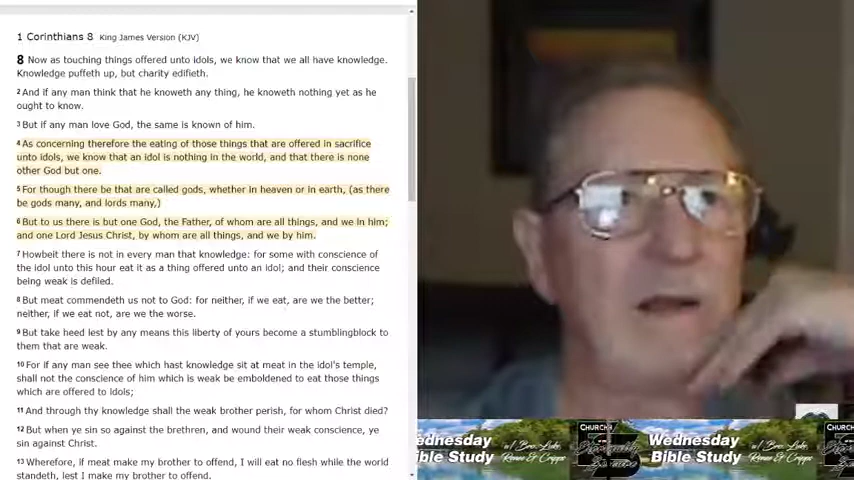 1 Corinthians 8 King James Version (KJV)
8 Now as touching things offered unto idols, we know that we all have knowledge.
Knowledge puffeth up, but charity edifieth.
2 And if any man think that he knoweth any thing, he knoweth nothing yet as he
ought to know.
3 But if any man love God, the same is known of him.
4 As concerning therefore the eating of those things that are offered in sacrifice
unto idols, we know that an idol is nothing in the world, and that there is none
other God but one.
5 For though there be that are called gods, whether in heaven or in earth, (as there
be gods many, and lords many,)
6 But to us there is but one God, the Father, of whom are all things, and we in him;
and one Lord Jesus Christ, by whom are all things, and we by him.
7 Howbeit there is not in every man that knowledge: for some with conscience of
the idol unto this hour eat it as a thing offered unto an idol; and their conscience
being weak is defiled.
8 But meat commendeth us not to God: for neither, if we eat, are we the better;
neither, if we eat not, are we the worse.
9 But take heed lest by any means this liberty of yours become a stumblingblock to
them that are weak.
10 For if any man see thee which hast knowledge sit at meat in the idol's temple,
shall not the conscience of him which is weak be emboldened to eat those things
which are offered to idols;
11 And through thy knowledge shall the weak brother perish, for whom Christ died?
12 But when ye sin so against the brethren, and wound their weak conscience, ye
sin against Christ.
13 Wherefore, if meat make my brother to offend, I will eat no flesh while the world
standeth, lest I make my brother to offend.
ednesday
Bible Study
CHURCH
Wednesday
Bible Study
CHURCH